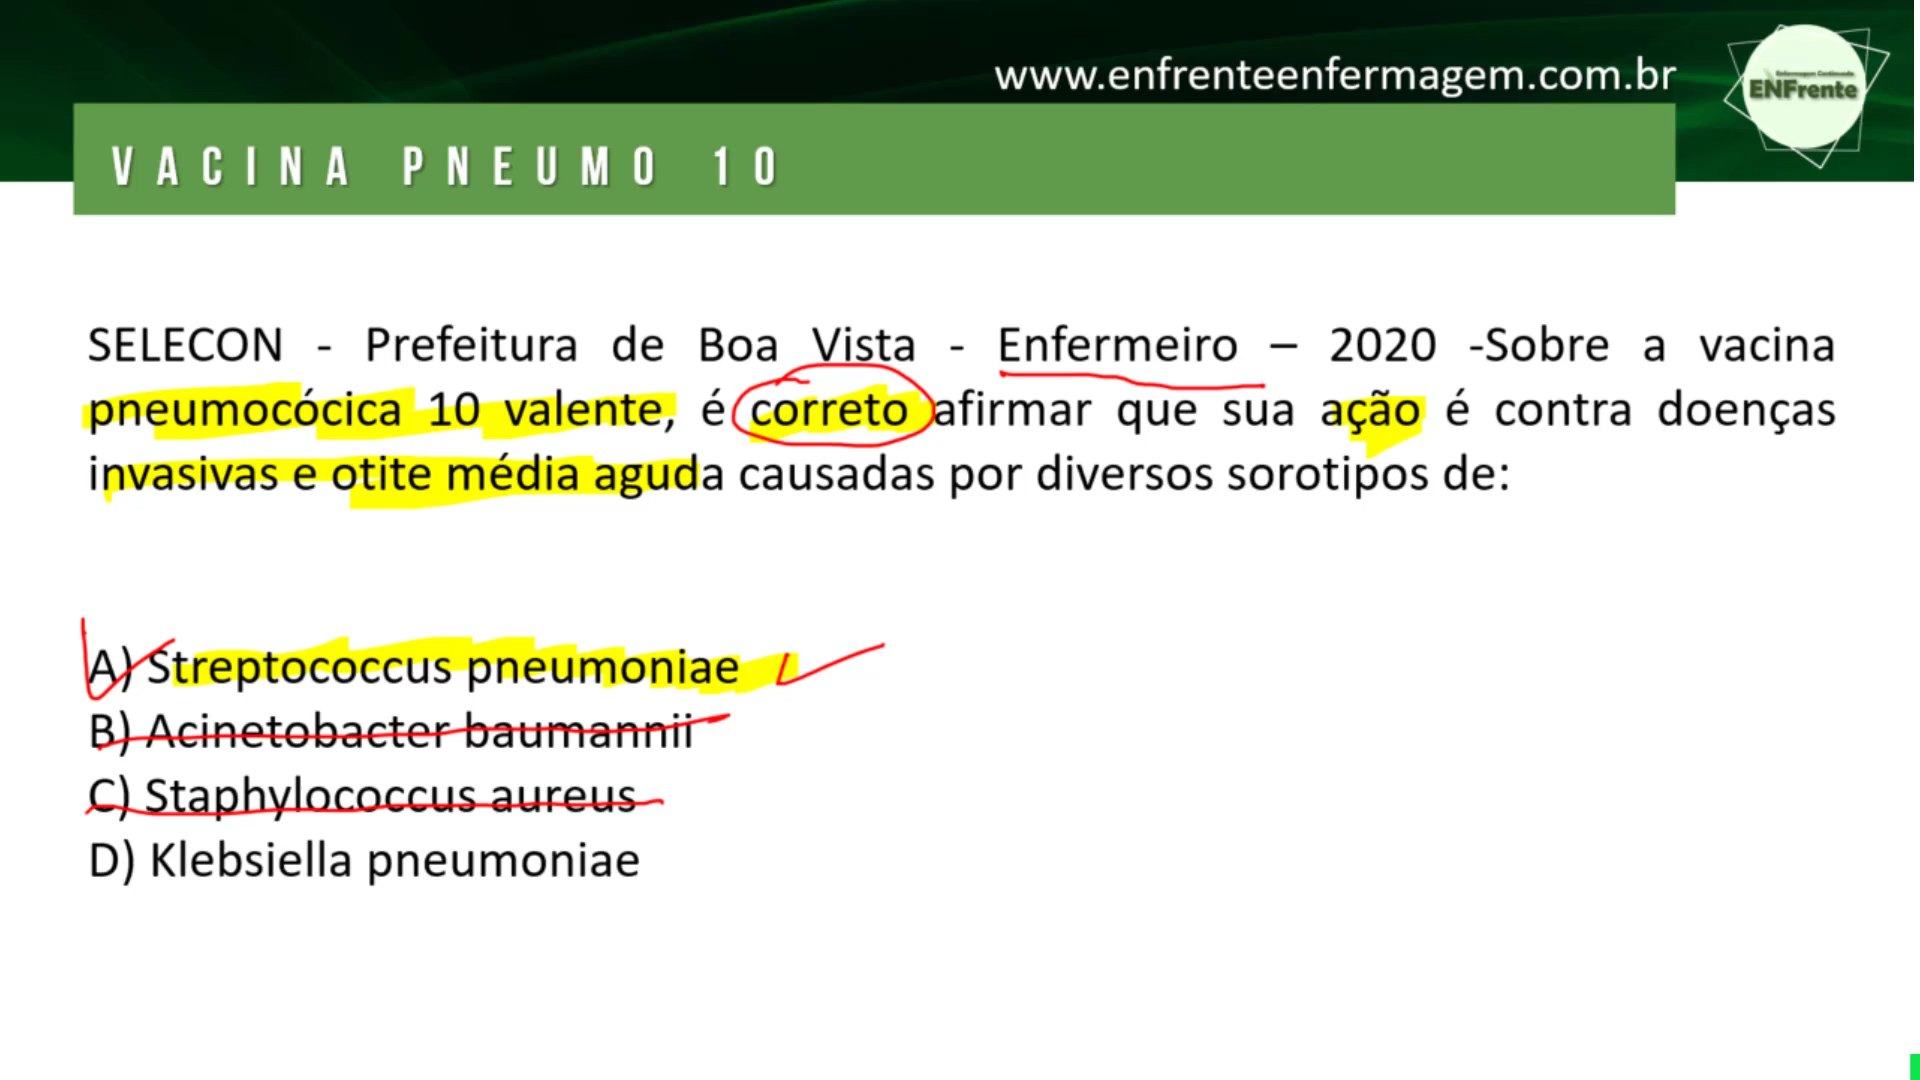 www.enfrenteenfermagem.com.br
Enfermagem Continuada
ENFrente
VACINA PNEUMO 10
SELECON - Prefeitura de Boa Vista - Enfermeiro – 2020 -Sobre a vacina
pneumocócica 10 valente, é correto afirmar que sua ação é contra doenças
invasivas e otite média aguda causadas por diversos sorotipos de:
A) Streptococcus pneumoniae
B) Acinetobacter baumannii
C) Staphylococcus aureus
D) Klebsiella pneumoniae